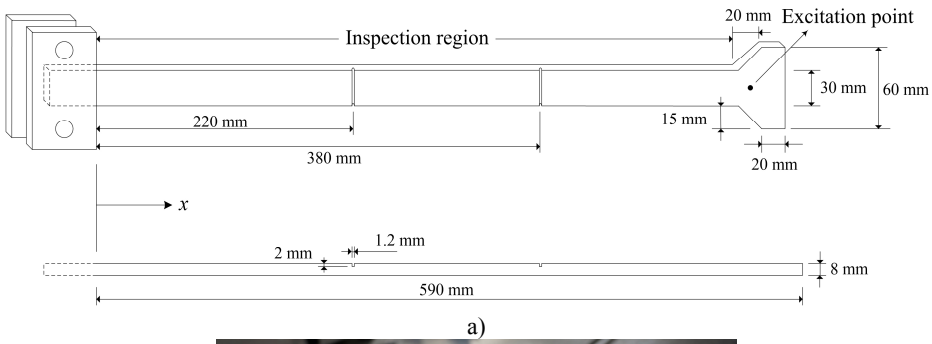 20 mm
Excitation point
Inspection region
30 mm
60 mm
220 mm
15 mm
380 mm
20 mm
x
1.2 mm
2 mm
8 mm
590 mm
a)